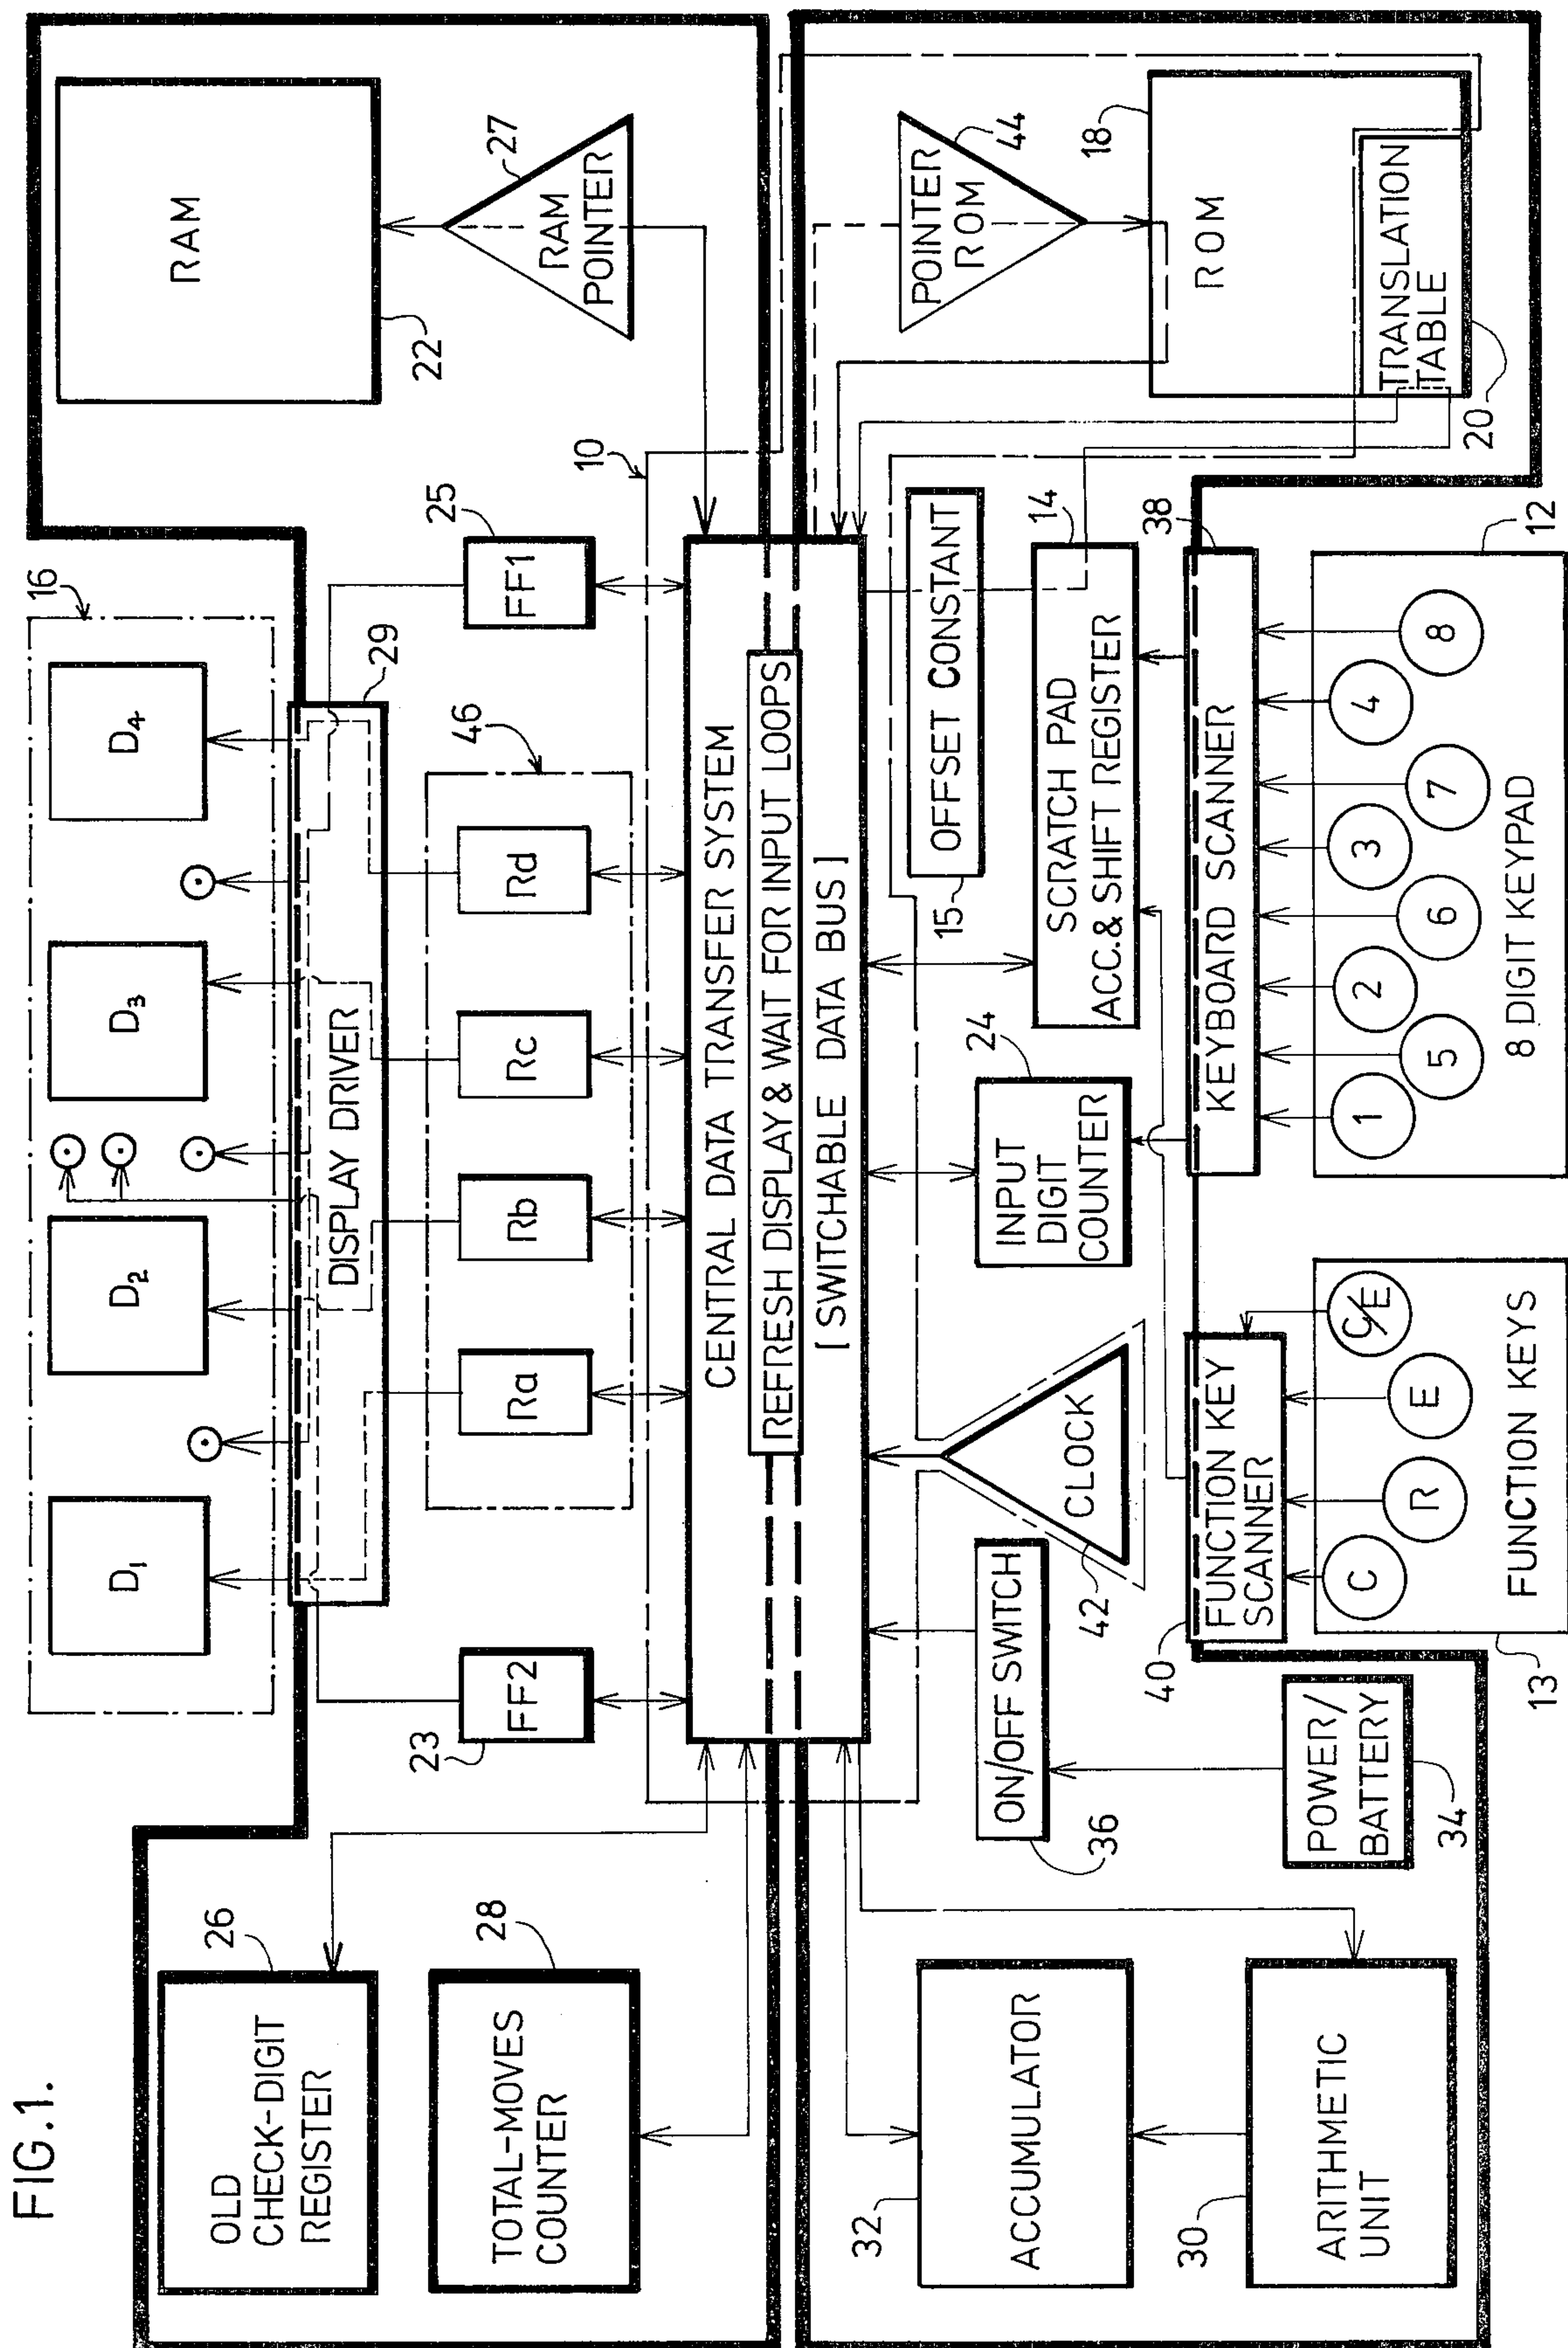 FIG.1.
OLD
CHECK-DIGIT
REGISTER
26
TOTAL-MOVES
COUNTER
28
23
FF2
16
D1
D2
D3
D4
29
DISPLAY DRIVER
46
Ra
Rb
Rc
Rd
25
FF1
10
RAM
22
27
RAM
POINTER
CENTRAL DATA TRANSFER SYSTEM
REFRESH DISPLAY & WAIT FOR INPUT LOOPS
[SWITCHABLE DATA BUS]
32
ACCUMULATOR
30
ARITHMETIC
UNIT
ON/OFF SWITCH
36
POWER/
BATTERY
34
CLOCK
42
INPUT
DIGIT
COUNTER
24
15
OFFSET CONSTANT
SCRATCH PAD
ACC.& SHIFT REGISTER
14
POINTER
ROM
44
18
ROM
TRANSLATION
TABLE
20
40
FUNCTION KEY
SCANNER
C
R
E
C/E
FUNCTION KEYS
13
KEYBOARD SCANNER
38
1
2
3
4
5
6
7
8
8 DIGIT KEYPAD
12